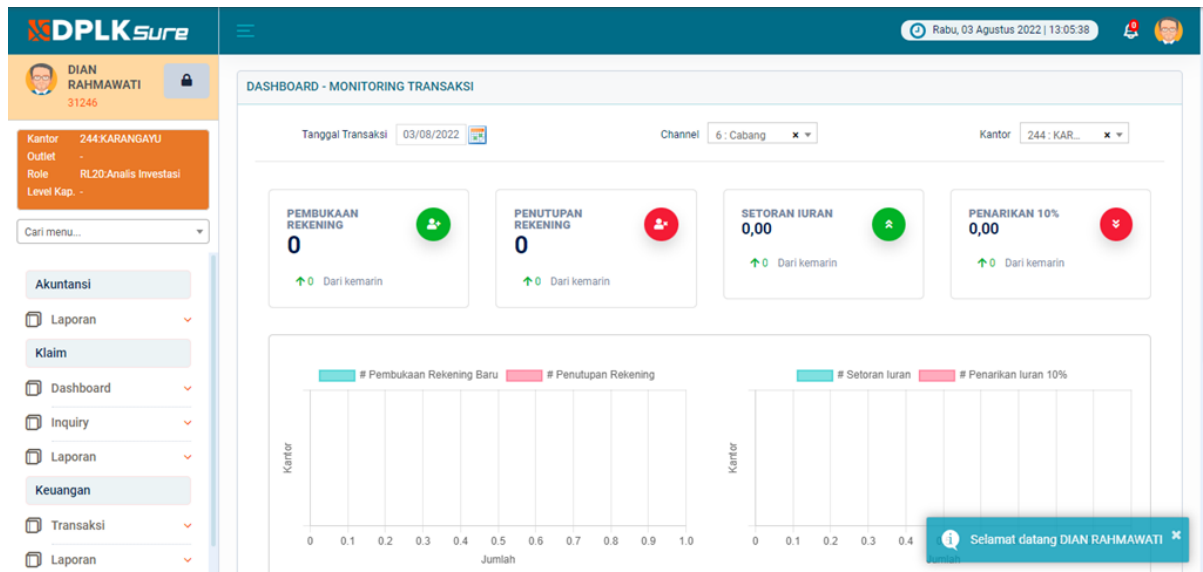 DPLKSure
Rabu, 03 Agustus 2022 | 13:05:38
0
DIAN
RAHMAWATI
31246
Kantor 244:KARANGAYU
Outlet -
Role RL20:Analis Investasi
Level Kap. -
Cari menu...
Akuntansi
Laporan
Klaim
Dashboard
Inquiry
Laporan
Keuangan
Transaksi
Laporan
DASHBOARD - MONITORING TRANSAKSI
Tanggal Transaksi 03/08/2022
Channel 6 : Cabang
Kantor 244 : KAR...
PEMBUKAAN
REKENING
0
0 Dari kemarin
PENUTUPAN
REKENING
0
0 Dari kemarin
SETORAN IURAN
0,00
0 Dari kemarin
PENARIKAN 10%
0,00
0 Dari kemarin
# Pembukaan Rekening Baru # Penutupan Rekening
Kantor
0 0.1 0.2 0.3 0.4 0.5 0.6 0.7 0.8 0.9 1.0
Jumlah
# Setoran Iuran # Penarikan Iuran 10%
Kantor
0 0.1 0.2 0.3 0.4
Jumlah
Selamat datang DIAN RAHMAWATI